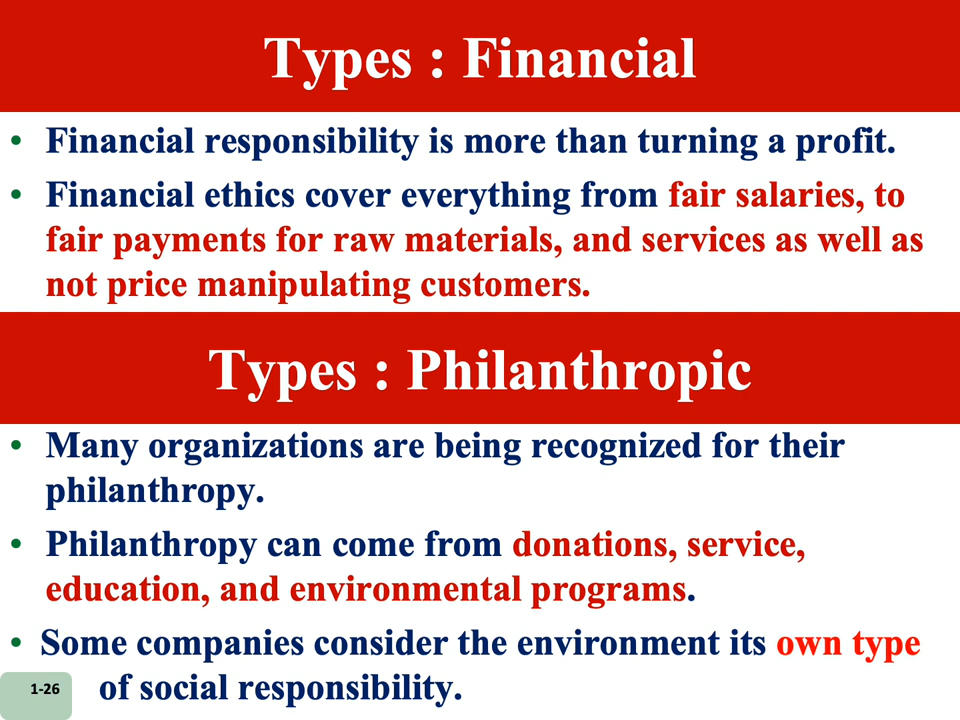 Types : Financial
• Financial responsibility is more than turning a profit.
• Financial ethics cover everything from fair salaries, to
fair payments for raw materials, and services as well as
not price manipulating customers.
Types : Philanthropic
• Many organizations are being recognized for their
philanthropy.
• Philanthropy can come from donations, service,
education, and environmental programs.
• Some companies consider the environment its own type
of social responsibility.
1-26